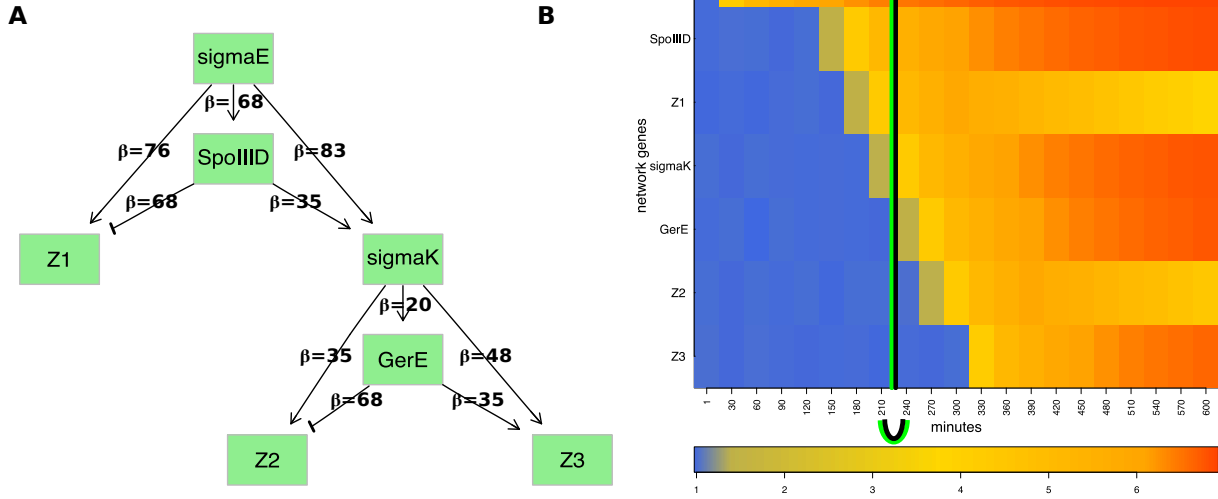 A
sigmaE
β= 68
β=76
SpoIIID
β=83
β=68
β=35
Z1
sigmaK
β=20
β=35
GerE
β=48
β=68
β=35
Z2
Z3
B
network genes
SpoIIID
Z1
sigmaK
GerE
Z2
Z3
1 30 60 90 120 150 180 210 240 270 300 330 360 390 420 450 480 510 540 570 600
minutes
1 2 3 4 5 6